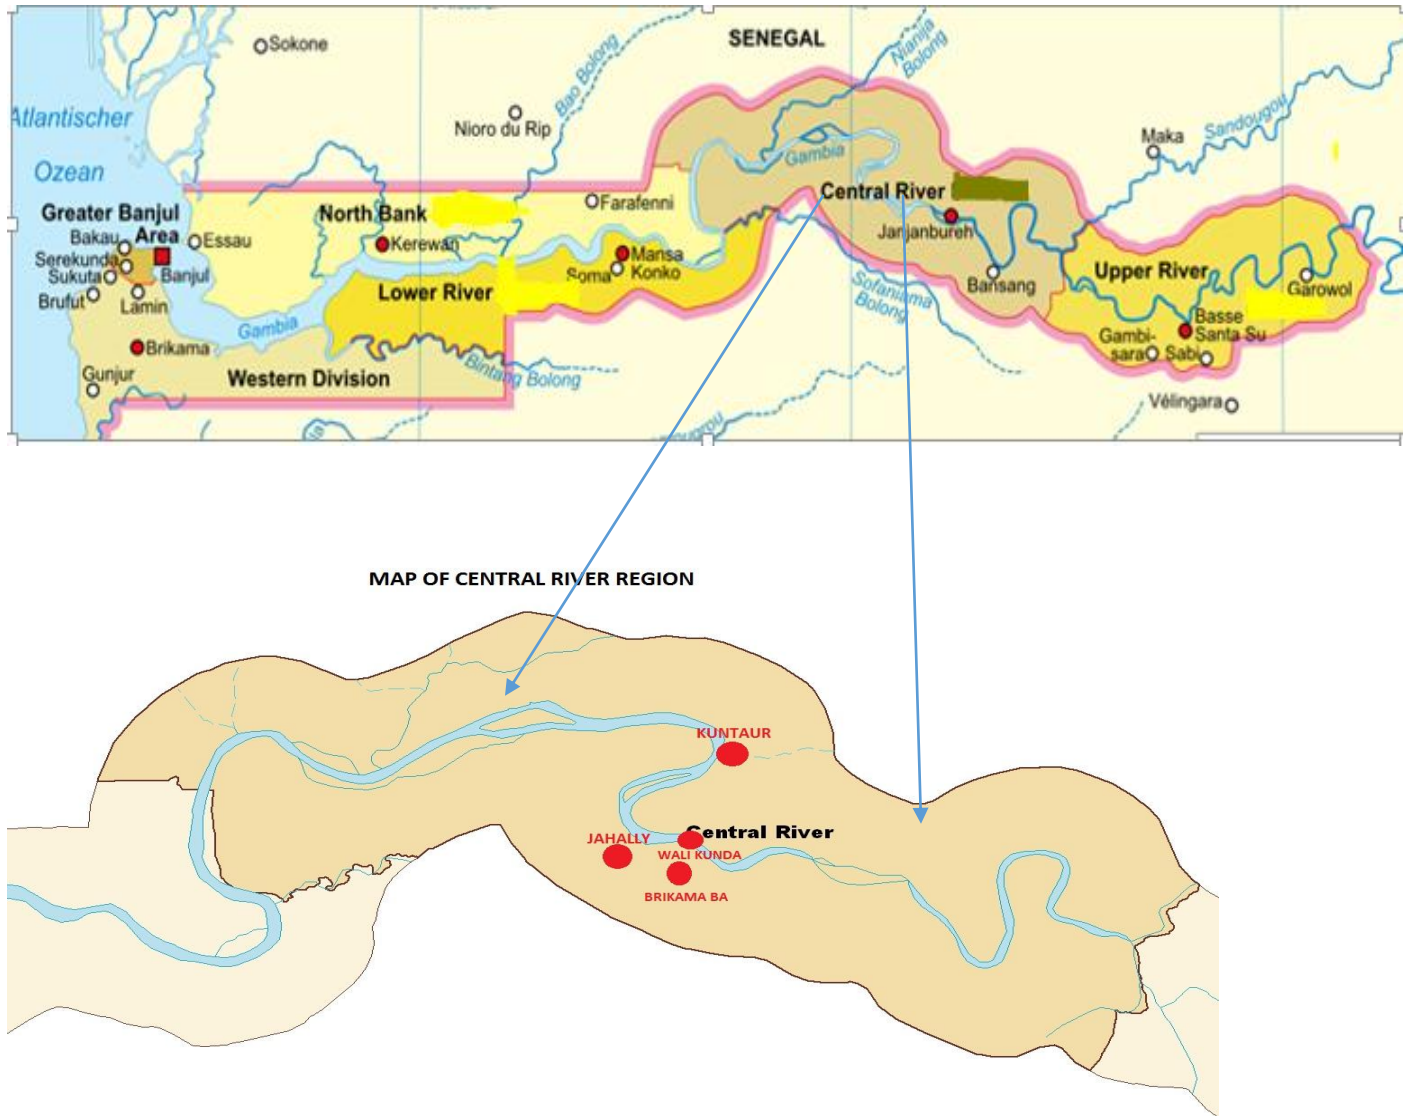 SENEGAL
Sokone
Bao Bolong
Nianija
Bolong
Atlantischer
Ozean
Nioro du Rip
Maka
Sandougou
Gambia
Central River
Greater Banjul
Area
North Bank
Farafenni
Bakau
Essau
Kerewan
Serekunda
Sukuta
Banjul
Brufut
Lamin
Mansa
Konko
Soma
Janjanbureh
Bansang
Upper River
Garowol
Lower River
Gambia
Sofaniama
Bolong
Basse
Santa Su
Gambi-
sara
Sabi
Brikama
Gunjur
Western Division
Bintang Bolong
Vélingara
MAP OF CENTRAL RIVER REGION
KUNTAUR
JAHALLY
Central River
WALI KUNDA
BRIKAMA BA